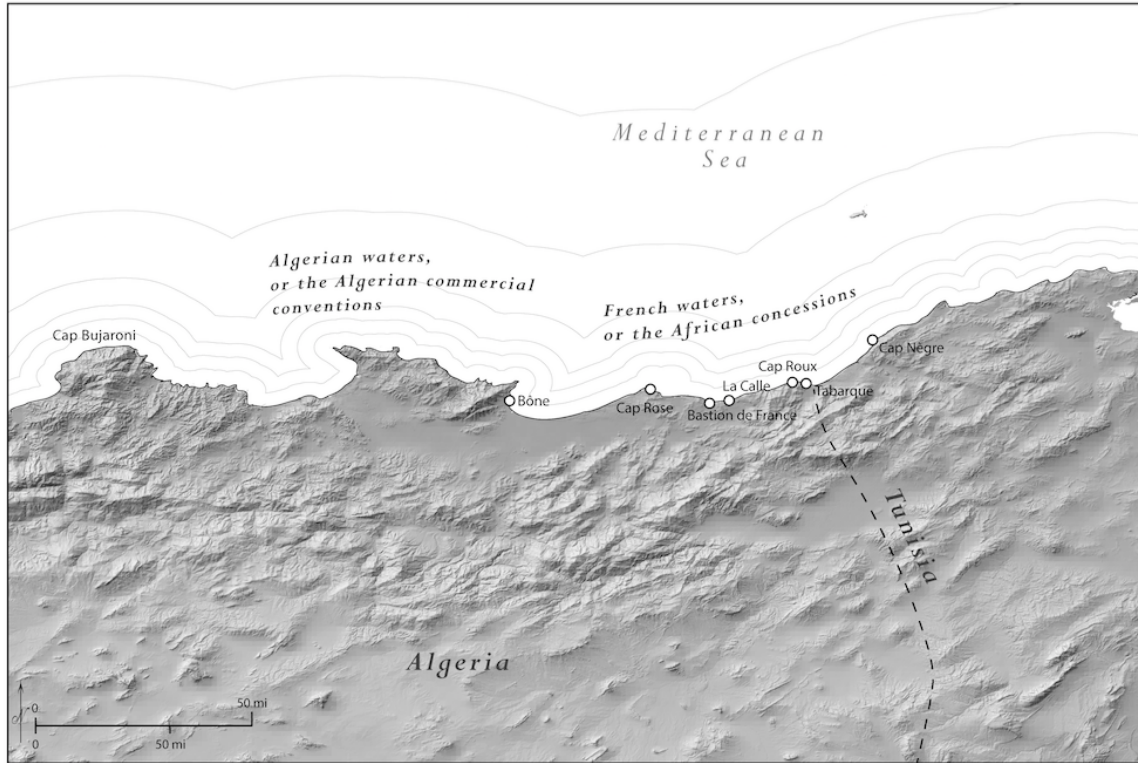 Mediterranean
Sea
Algerian waters,
or the Algerian commercial
conventions
French waters,
or the African concessions
Cap Bujaroni
Cap Nègre
Cap Roux
La Calle
Tabarque
Bône
Cap Rose
Bastion de France
Tunisia
Algeria
0
50 mi
0
50 mi